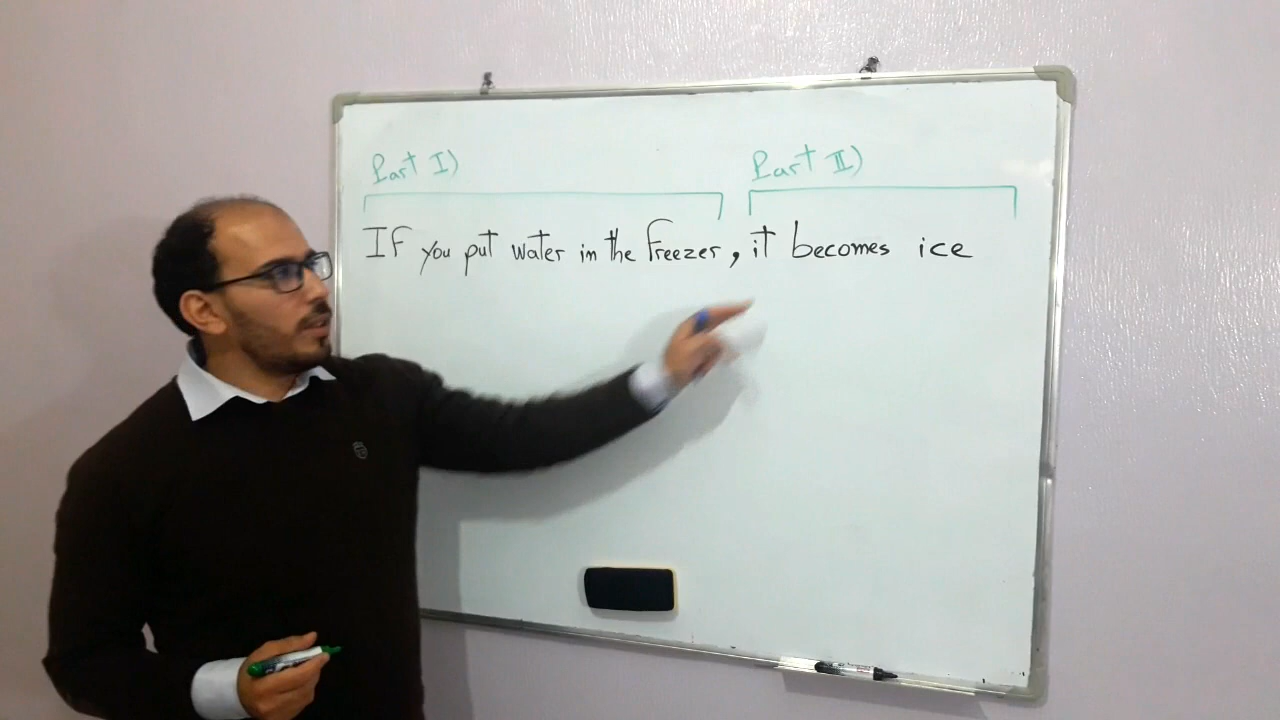 Part I) Part II)
If you put water in the freezer, it becomes ice